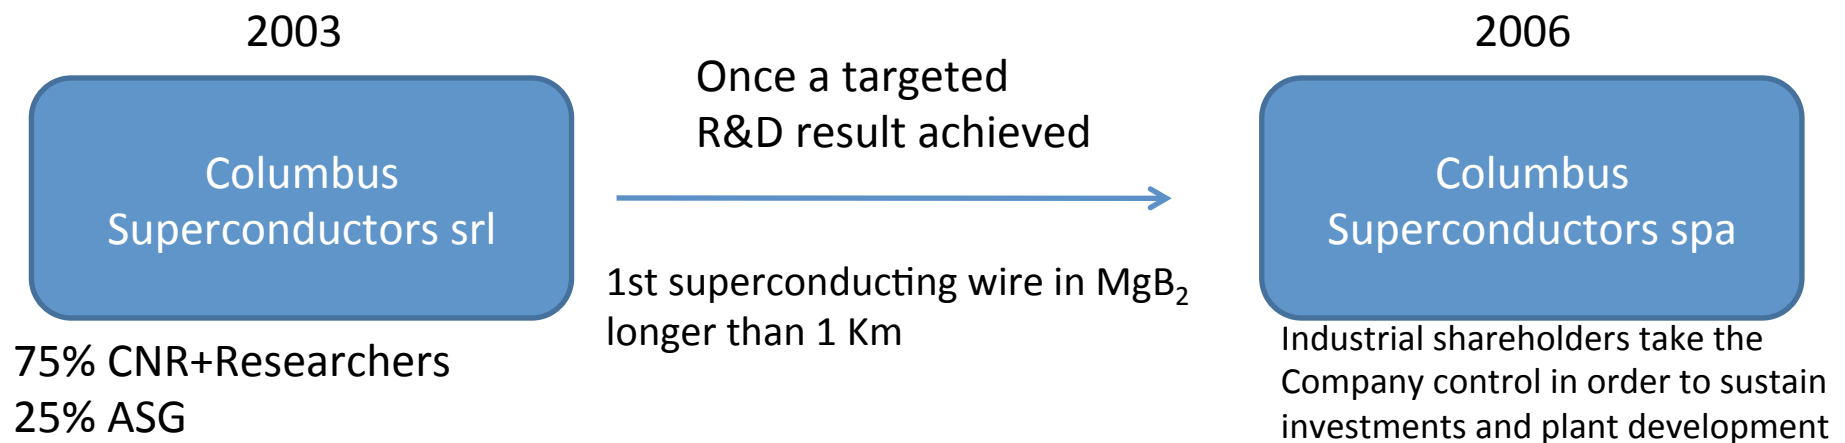 2003
Columbus
Superconductors srl
75% CNR+Researchers
25% ASG
Once a targeted
R&D result achieved
1st superconducting wire in MgB₂
longer than 1 Km
2006
Columbus
Superconductors spa
Industrial shareholders take the
Company control in order to sustain
investments and plant development